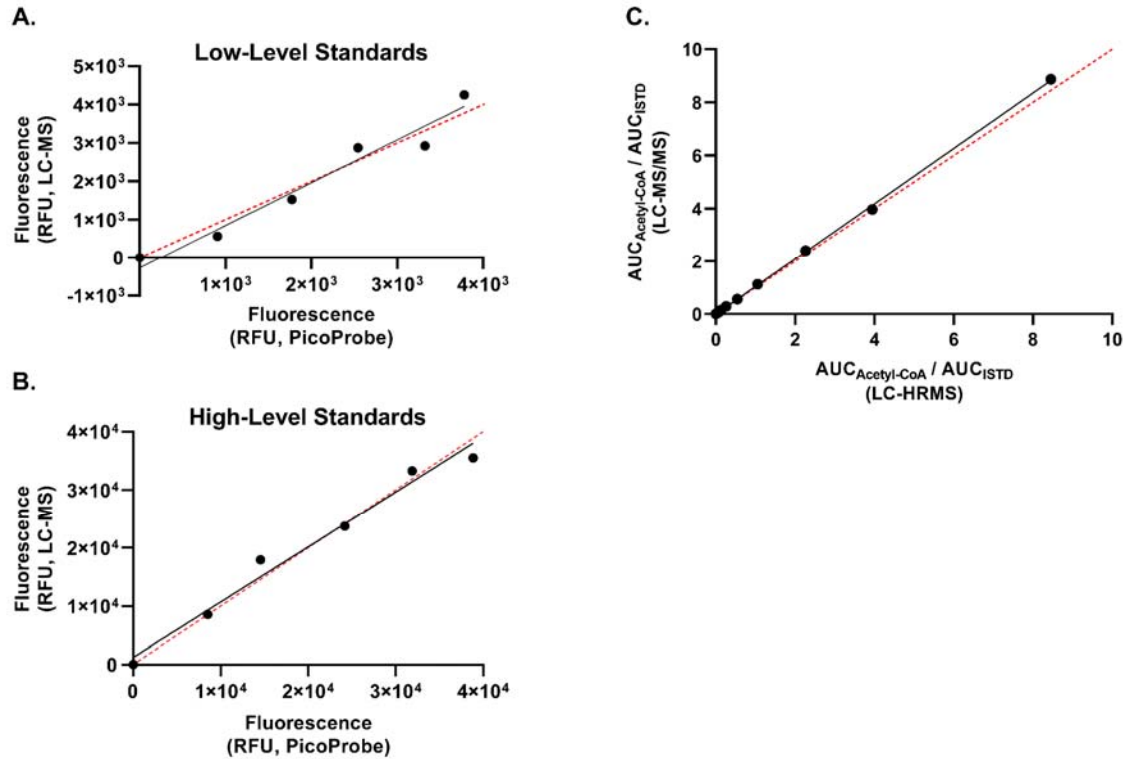 A.
Low-Level Standards
5×10³
4×10³
3×10³
2×10³
1×10³
0
-1×10³
Fluorescence
(RFU, LC-MS)
1×10³ 2×10³ 3×10³ 4×10³
Fluorescence
(RFU, PicoProbe)
B.
High-Level Standards
4×10⁴
3×10⁴
2×10⁴
1×10⁴
0
Fluorescence
(RFU, LC-MS)
0 1×10⁴ 2×10⁴ 3×10⁴ 4×10⁴
Fluorescence
(RFU, PicoProbe)
C.
10
8
6
4
2
0
AUC_Acetyl-CoA / AUC_ISTD
(LC-MS/MS)
0 2 4 6 8 10
AUC_Acetyl-CoA / AUC_ISTD
(LC-HRMS)